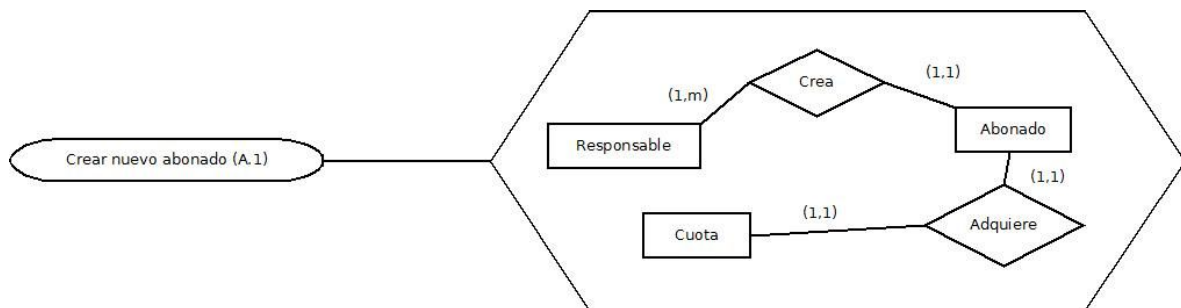 Crear nuevo abonado (A.1)
Crea
(1,m)
(1,1)
Responsable
Abonado
(1,1)
Cuota
(1,1)
Adquiere